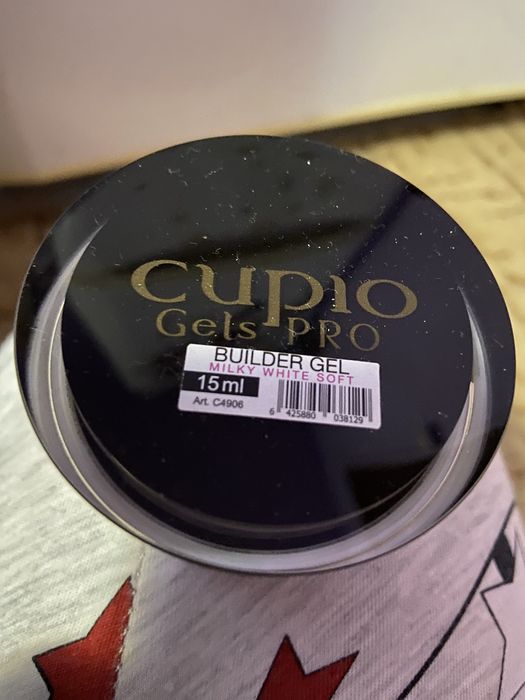 cupio
Gels PRO
BUILDER GEL
MILKY WHITE SOFT
15ml
Art. C4906
6 425880 038129